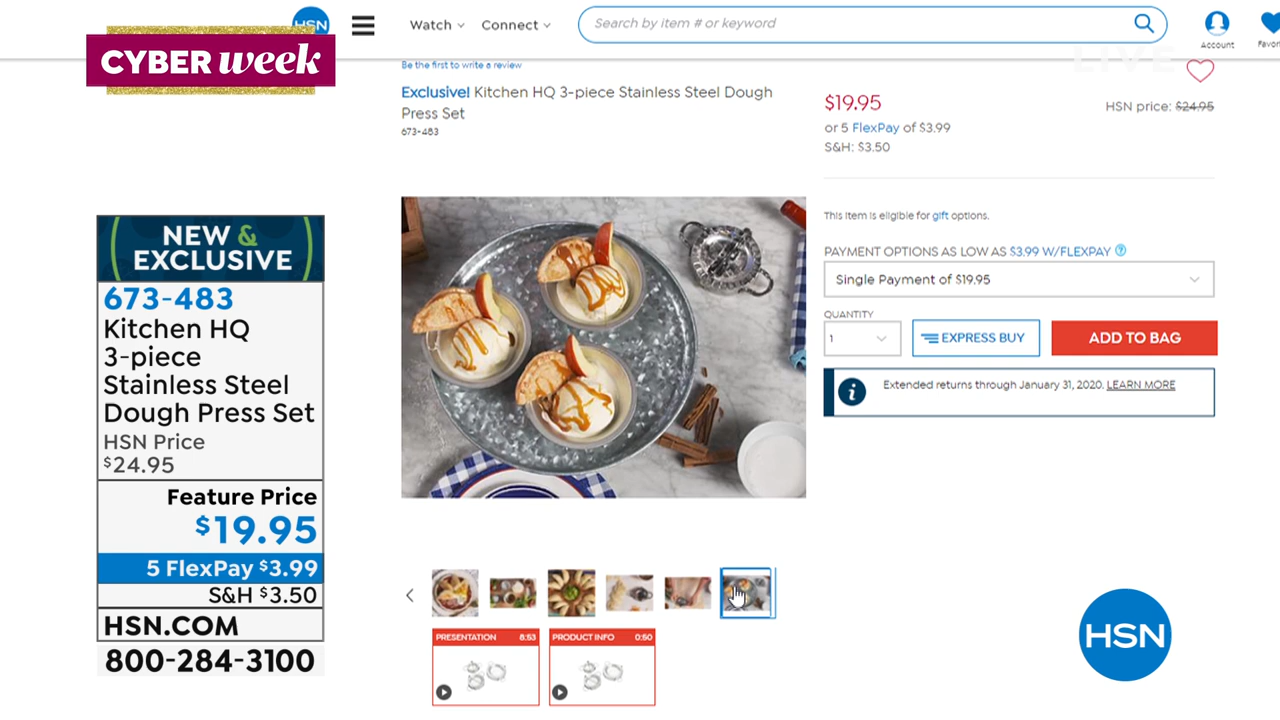 HSN
Watch
Connect
Search by item # or keyword
Account
Favor
CYBER week
LIVE
Be the first to write a review
Exclusive! Kitchen HQ 3-piece Stainless Steel Dough
Press Set
673-483
$19.95
HSN price: $24.95
or 5 FlexPay of $3.99
S&H: $3.50
This item is eligible for gift options.
PAYMENT OPTIONS AS LOW AS $3.99 W/FLEXPAY ?
Single Payment of $19.95
QUANTITY
1
EXPRESS BUY
ADD TO BAG
i
Extended returns through January 31, 2020. LEARN MORE
NEW &
EXCLUSIVE
673-483
Kitchen HQ
3-piece
Stainless Steel
Dough Press Set
HSN Price
$24.95
Feature Price
$19.95
5 FlexPay $3.99
S&H $3.50
HSN.COM
800-284-3100
PRESENTATION 8:53
PRODUCT INFO 0:50
HSN